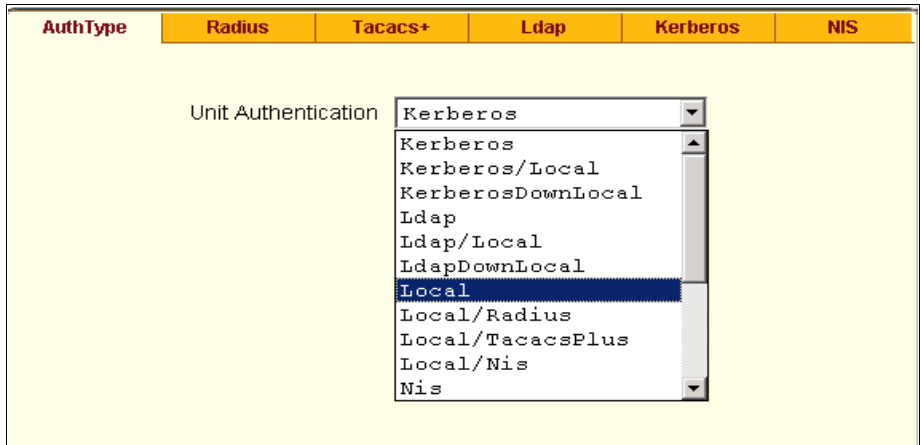 AuthType Radius Tacacs+ Ldap Kerberos NIS
Unit Authentication Kerberos
Kerberos
Kerberos/Local
KerberosDownLocal
Ldap
Ldap/Local
LdapDownLocal
Local
Local/Radius
Local/TacacsPlus
Local/Nis
Nis